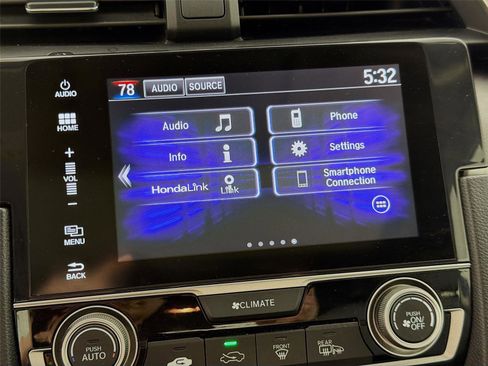 78 AUDIO SOURCE 5:32
AUDIO
HOME
+
VOL
−
MENU
BACK
Audio
Phone
Info
Settings
HondaLink
Link
Smartphone
Connection
CLIMATE
PUSH
AUTO
FRONT
REAR
PUSH
ON/
OFF